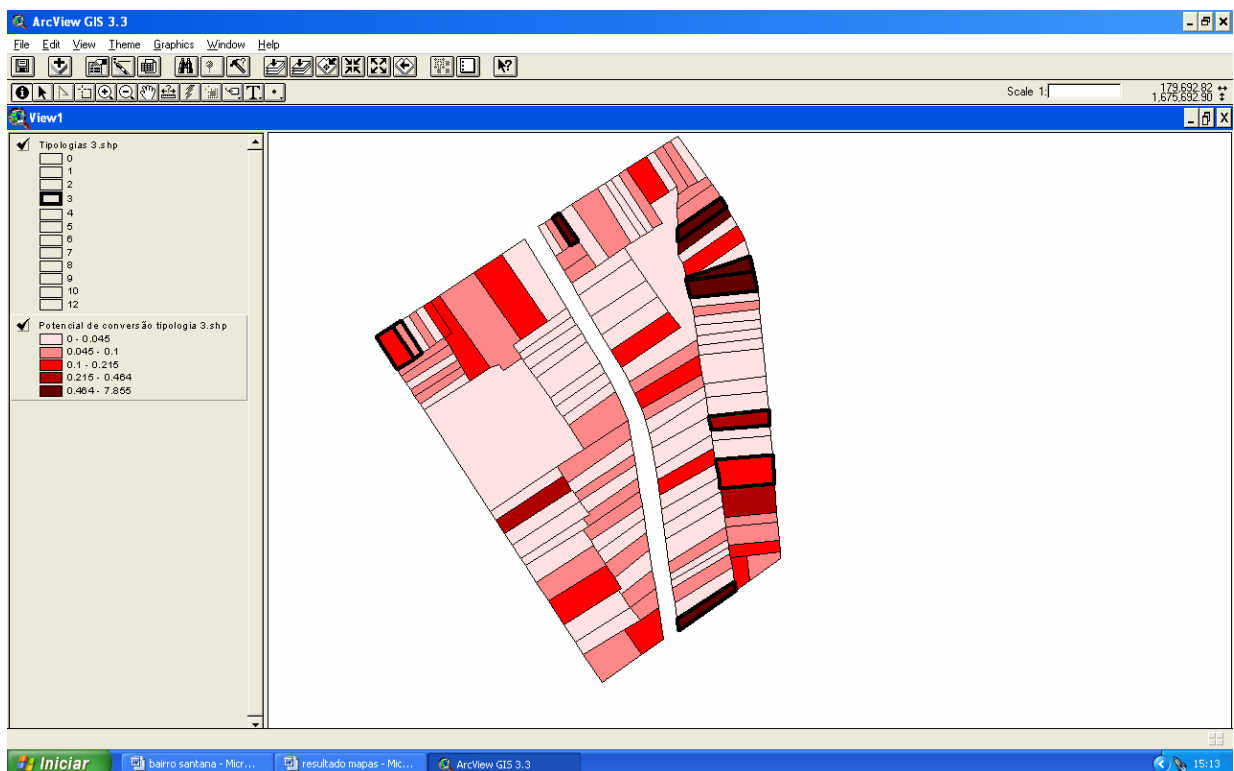 ArcView GIS 3.3
File Edit View Theme Graphics Window Help
Scale 1:
179,692.82
1,675,692.90
View1
Tipologias 3.shp
0
1
2
3
4
5
6
7
8
9
10
12
Potencial de conversão tipologia 3.shp
0 - 0.045
0.045 - 0.1
0.1 - 0.215
0.215 - 0.464
0.464 - 7.855
Iniciar
bairro santana - Micr...
resultado mapas - Mic...
ArcView GIS 3.3
15:13